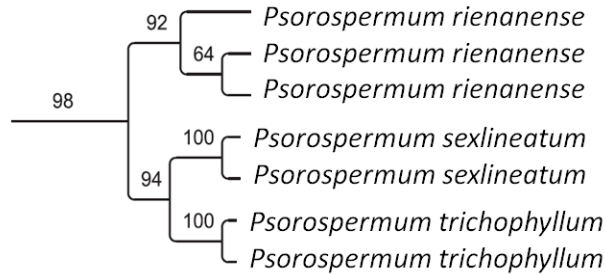 Psorospermum rienanense
92
Psorospermum rienanense
64
Psorospermum rienanense
98
Psorospermum sexlineatum
100
Psorospermum sexlineatum
94
Psorospermum trichophyllum
100
Psorospermum trichophyllum